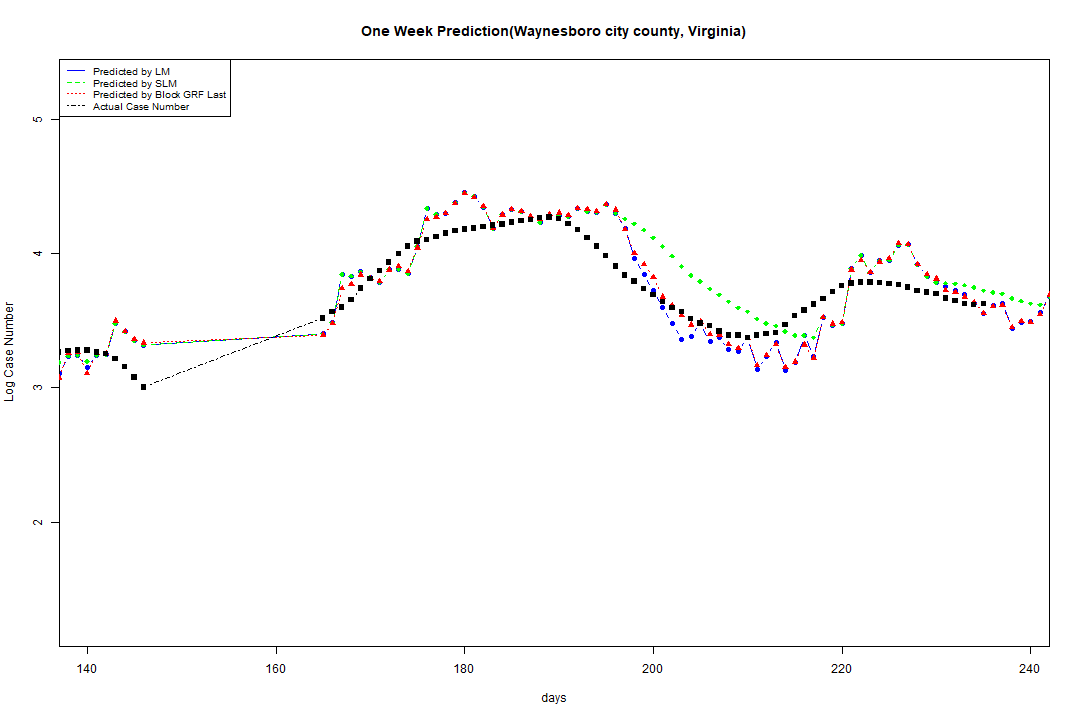 One Week Prediction(Waynesboro city county, Virginia)
Predicted by LM
Predicted by SLM
Predicted by Block GRF Last
Actual Case Number
5
4
3
2
Log Case Number
140 160 180 200 220 240
days